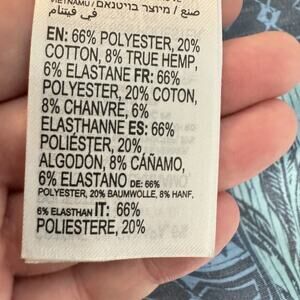 صنع / מיוצר בויטנאם /
في فيتنام
EN: 66% POLYESTER, 20%
COTTON, 8% TRUE HEMP,
6% ELASTANE FR: 66%
POLYESTER, 20% COTON,
8% CHANVRE, 6%
ELASTHANNE ES: 66%
POLIÉSTER, 20%
ALGODÓN, 8% CÁÑAMO,
6% ELASTANO DE: 66%
POLYESTER, 20% BAUMWOLLE, 8% HANF,
6% ELASTHAN IT: 66%
POLIESTERE, 20%